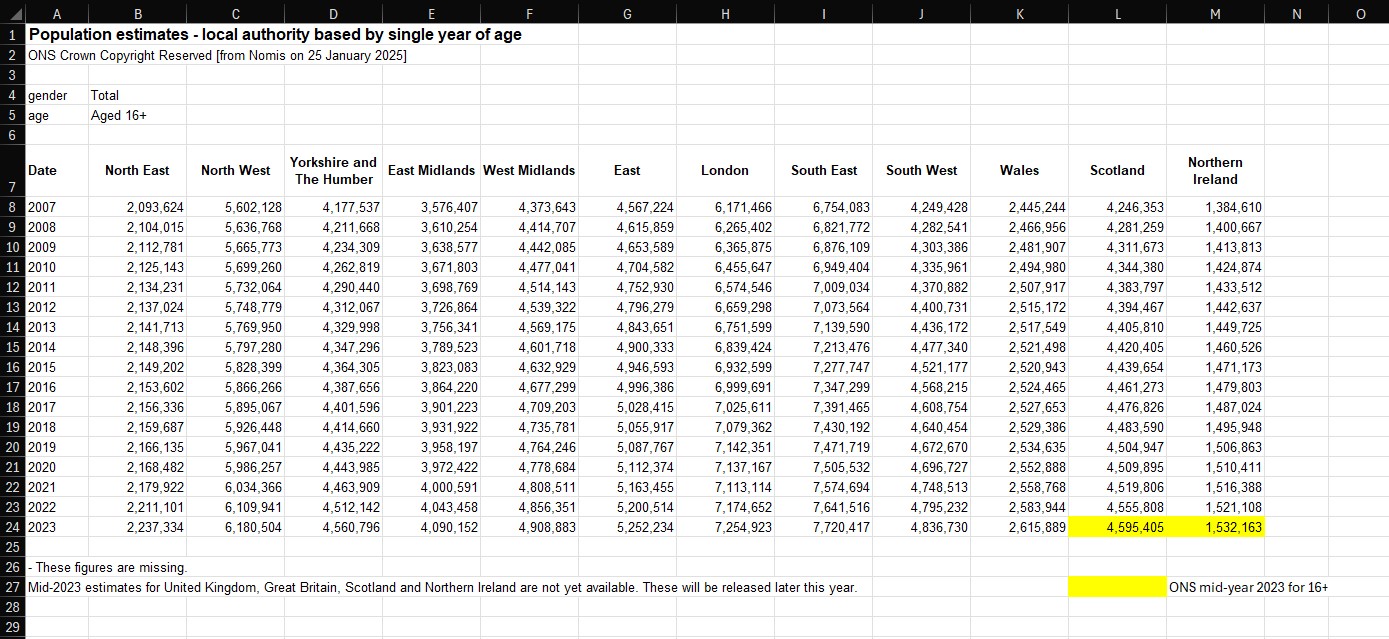 A B C D E F G H I J K L M N O
1 Population estimates - local authority based by single year of age
2 ONS Crown Copyright Reserved [from Nomis on 25 January 2025]
3
4 gender Total
5 age Aged 16+
6
7 Date North East North West Yorkshire and The Humber East Midlands West Midlands East London South East South West Wales Scotland Northern Ireland
8 2007 2,093,624 5,602,128 4,177,537 3,576,407 4,373,643 4,567,224 6,171,466 6,754,083 4,249,428 2,445,244 4,246,353 1,384,610
9 2008 2,104,015 5,636,768 4,211,668 3,610,254 4,414,707 4,615,859 6,265,402 6,821,772 4,282,541 2,466,956 4,281,259 1,400,667
10 2009 2,112,781 5,665,773 4,234,309 3,638,577 4,442,085 4,653,589 6,365,875 6,876,109 4,303,386 2,481,907 4,311,673 1,413,813
11 2010 2,125,143 5,699,260 4,262,819 3,671,803 4,477,041 4,704,582 6,455,647 6,949,404 4,335,961 2,494,980 4,344,380 1,424,874
12 2011 2,134,231 5,732,064 4,290,440 3,698,769 4,514,143 4,752,930 6,574,546 7,009,034 4,370,882 2,507,917 4,383,797 1,433,512
13 2012 2,137,024 5,748,779 4,312,067 3,726,864 4,539,322 4,796,279 6,659,298 7,073,564 4,400,731 2,515,172 4,394,467 1,442,637
14 2013 2,141,713 5,769,950 4,329,998 3,756,341 4,569,175 4,843,651 6,751,599 7,139,590 4,436,172 2,517,549 4,405,810 1,449,725
15 2014 2,148,396 5,797,280 4,347,296 3,789,523 4,601,718 4,900,333 6,839,424 7,213,476 4,477,340 2,521,498 4,420,405 1,460,526
16 2015 2,149,202 5,828,399 4,364,305 3,823,083 4,632,929 4,946,593 6,932,599 7,277,747 4,521,177 2,520,943 4,439,654 1,471,173
17 2016 2,153,602 5,866,266 4,387,656 3,864,220 4,677,299 4,996,386 6,999,691 7,347,299 4,568,215 2,524,465 4,461,273 1,479,803
18 2017 2,156,336 5,895,067 4,401,596 3,901,223 4,709,203 5,028,415 7,025,611 7,391,465 4,608,754 2,527,653 4,476,826 1,487,024
19 2018 2,159,687 5,926,448 4,414,660 3,931,922 4,735,781 5,055,917 7,079,362 7,430,192 4,640,454 2,529,386 4,483,590 1,495,948
20 2019 2,166,135 5,967,041 4,435,222 3,958,197 4,764,246 5,087,767 7,142,351 7,471,719 4,672,670 2,534,635 4,504,947 1,506,863
21 2020 2,168,482 5,986,257 4,443,985 3,972,422 4,778,684 5,112,374 7,137,167 7,505,532 4,696,727 2,552,888 4,509,895 1,510,411
22 2021 2,179,922 6,034,366 4,463,909 4,000,591 4,808,511 5,163,455 7,113,114 7,574,694 4,748,513 2,558,768 4,519,806 1,516,388
23 2022 2,211,101 6,109,941 4,512,142 4,043,458 4,856,351 5,200,514 7,174,652 7,641,516 4,795,232 2,583,944 4,555,808 1,521,108
24 2023 2,237,334 6,180,504 4,560,796 4,090,152 4,908,883 5,252,234 7,254,923 7,720,417 4,836,730 2,615,889 4,595,405 1,532,163
25
26 - These figures are missing.
27 Mid-2023 estimates for United Kingdom, Great Britain, Scotland and Northern Ireland are not yet available. These will be released later this year. ONS mid-year 2023 for 16+
28
29